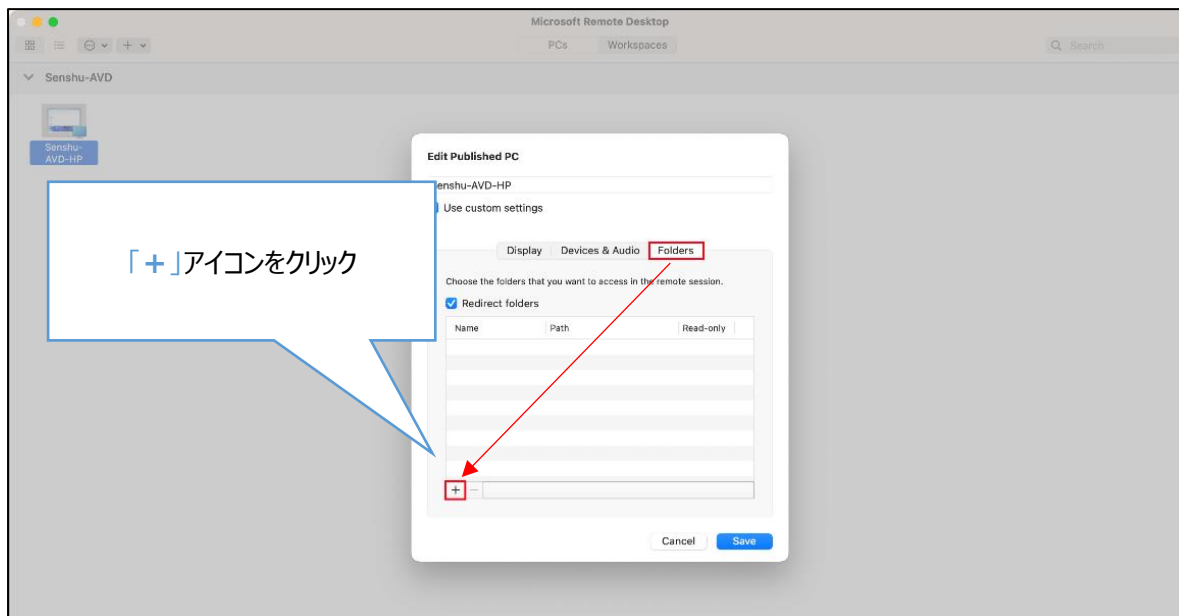 Microsoft Remote Desktop
PCs Workspaces
Search
Senshu-AVD
Senshu-
AVD-HP
Edit Published PC
enshu-AVD-HP
Use custom settings
「+」アイコンをクリック
Display Devices & Audio Folders
Choose the folders that you want to access in the remote session.
Redirect folders
Name Path Read-only
Cancel Save